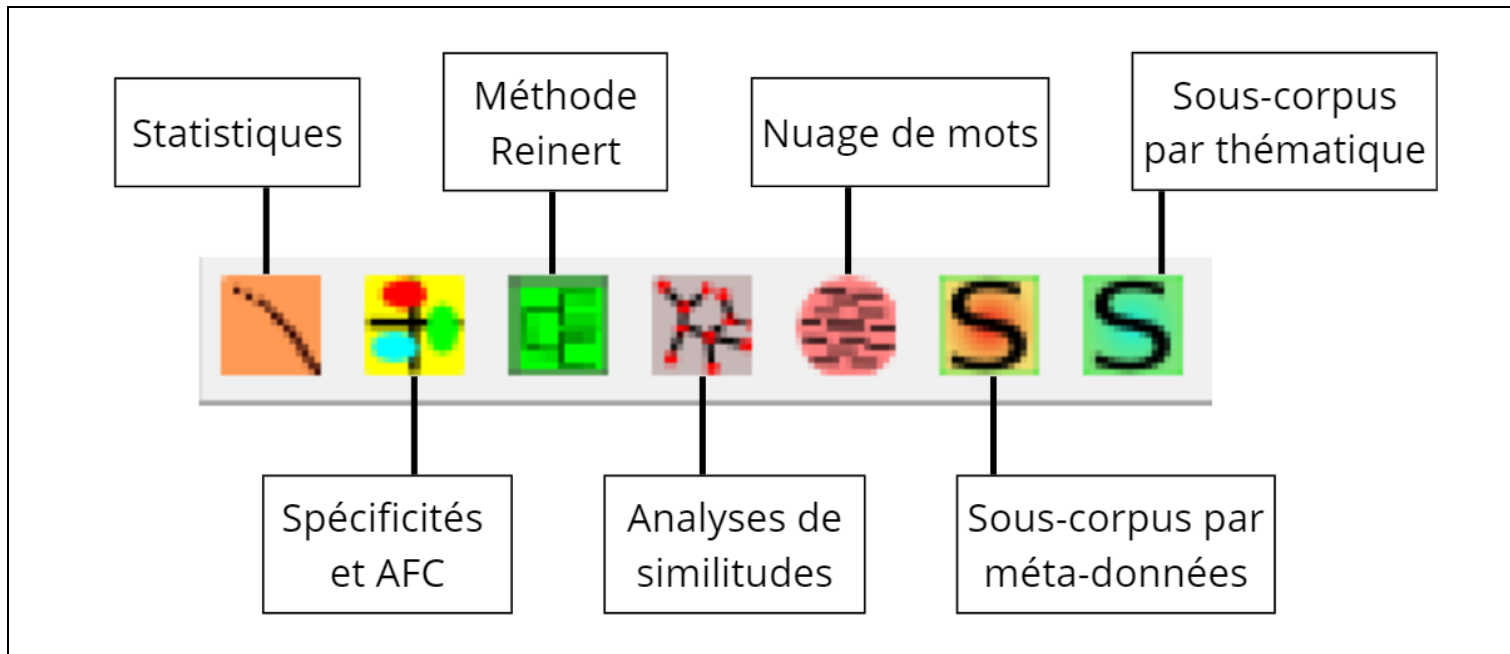 Statistiques
Méthode
Reinert
Nuage de mots
Sous-corpus
par thématique
S
S
Spécificités
et AFC
Analyses de
similitudes
Sous-corpus par
méta-données